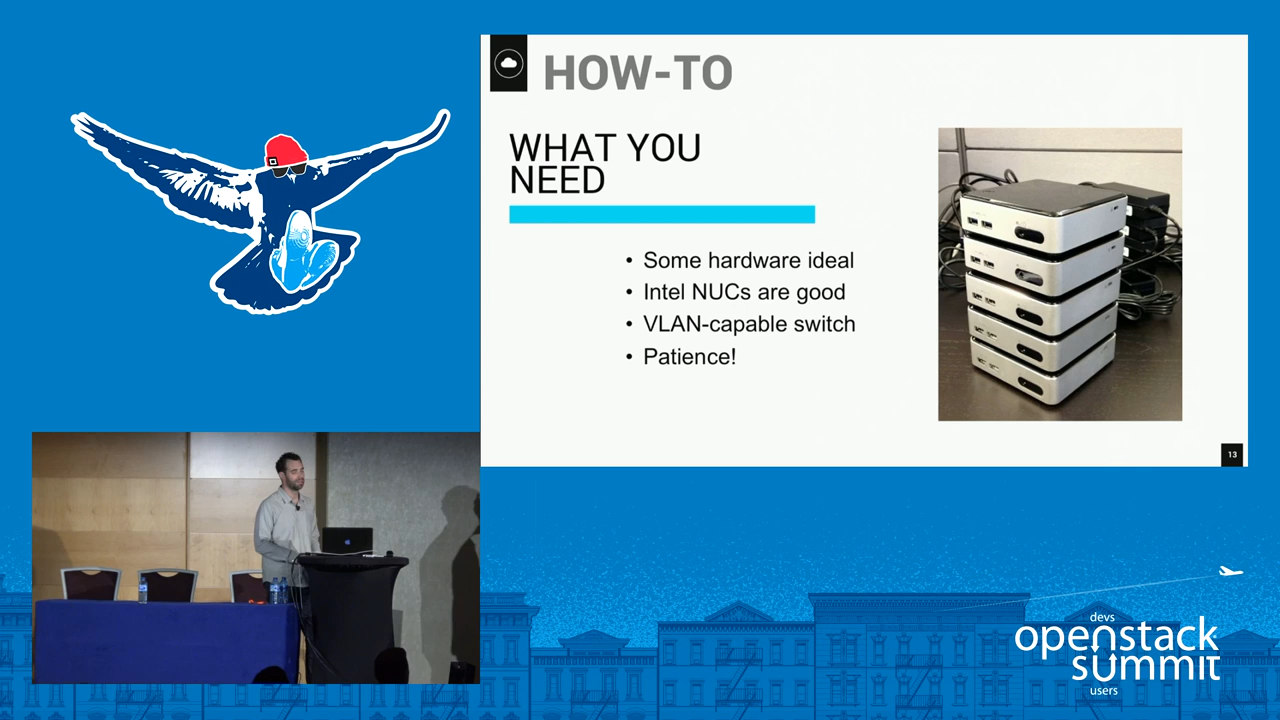 HOW-TO
WHAT YOU
NEED
• Some hardware ideal
• Intel NUCs are good
• VLAN-capable switch
• Patience!
13
devs
openstack
summit
users